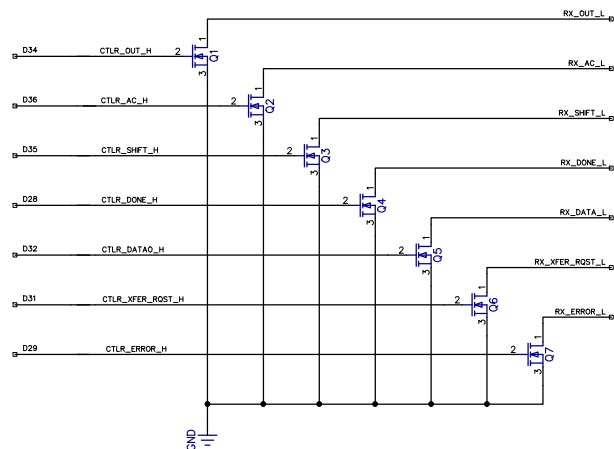 RX_OUT_L
1
D34 CTLR_OUT_H 2 Q1
3
RX_AC_L
1
D36 CTLR_AC_H 2 Q2
3
RX_SHIFT_L
1
D35 CTLR_SHIFT_H 2 Q3
3
RX_DONE_L
1
D28 CTLR_DONE_H 2 Q4
3
RX_DATA_L
1
D32 CTLR_DATAO_H 2 Q5
3
RX_XFER_RQST_L
1
D31 CTLR_XFER_RQST_H 2 Q6
3
RX_ERROR_L
1
D29 CTLR_ERROR_H 2 Q7
3
GND